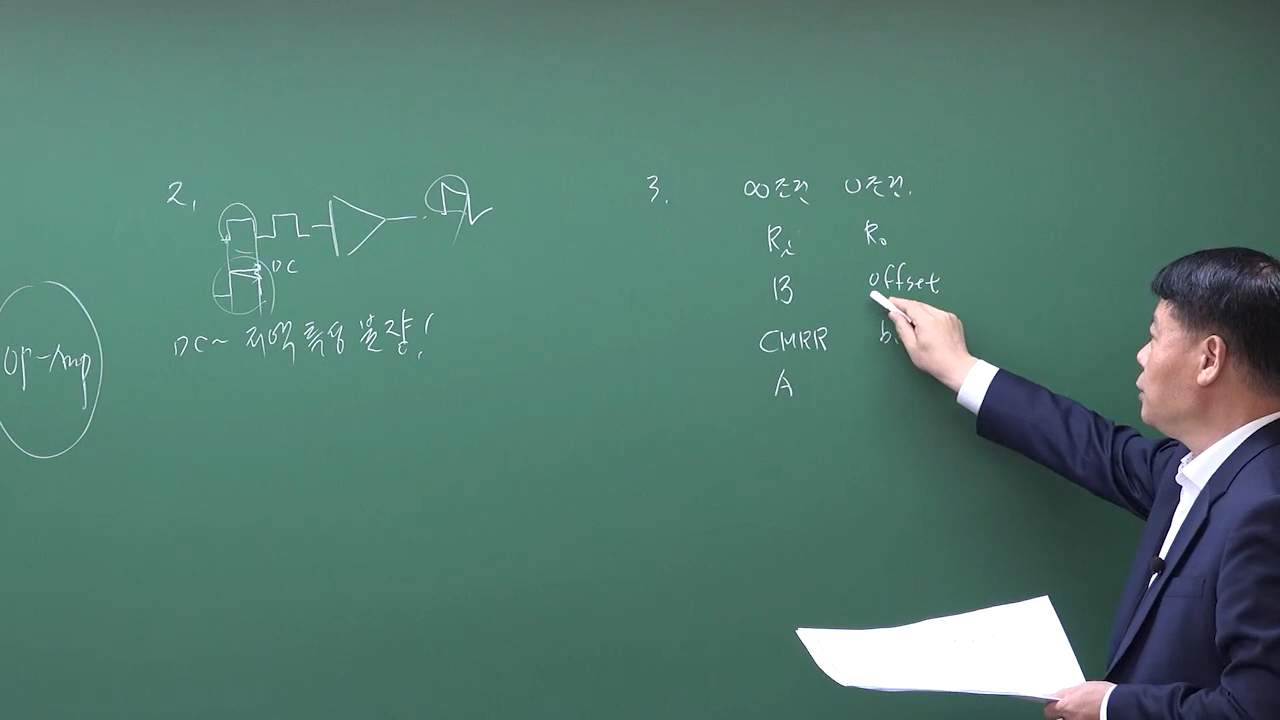 Op-Amp
2.
DC
DC~ 저역 특성 불량!
3.
∞조건 0조건.
Ri Ro
B offset
CMRR
A